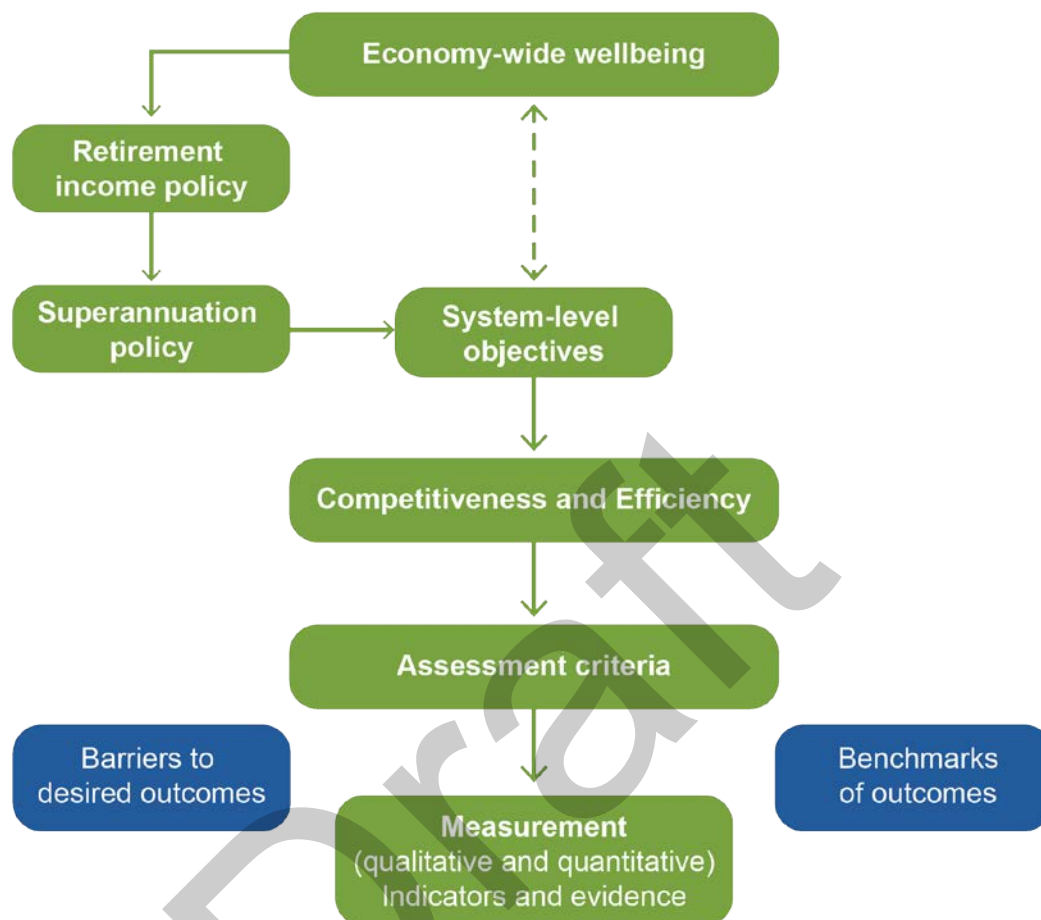 Economy-wide wellbeing
Retirement
income policy
Superannuation
policy
System-level
objectives
Competitiveness and Efficiency
Assessment criteria
Barriers to
desired outcomes
Benchmarks
of outcomes
Measurement
(qualitative and quantitative)
Indicators and evidence
Draft